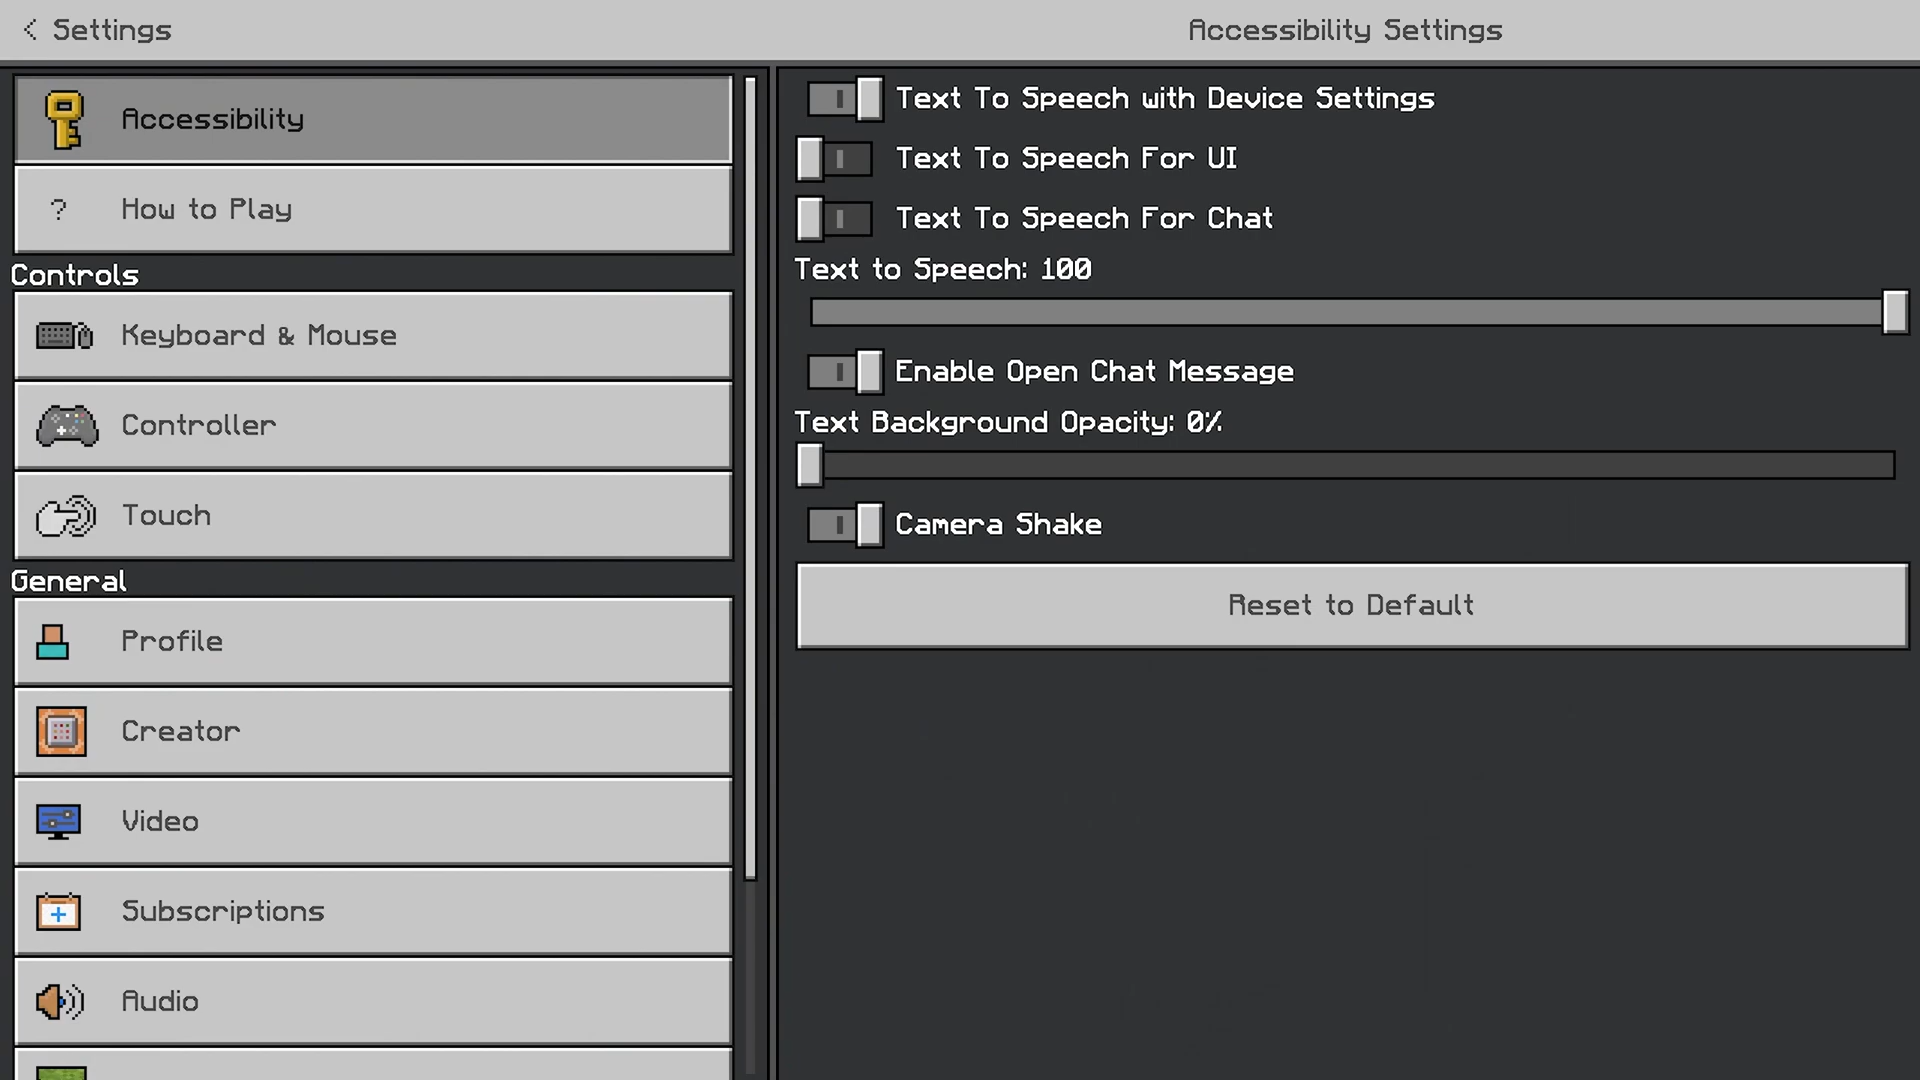 Settings
Accessibility Settings
Accessibility
? How to Play
Controls
Keyboard & Mouse
Controller
Touch
General
Profile
Creator
Video
Subscriptions
Audio
Text To Speech with Device Settings
Text To Speech For UI
Text To Speech For Chat
Text to Speech: 100
Enable Open Chat Message
Text Background Opacity: 0%
Camera Shake
Reset to Default